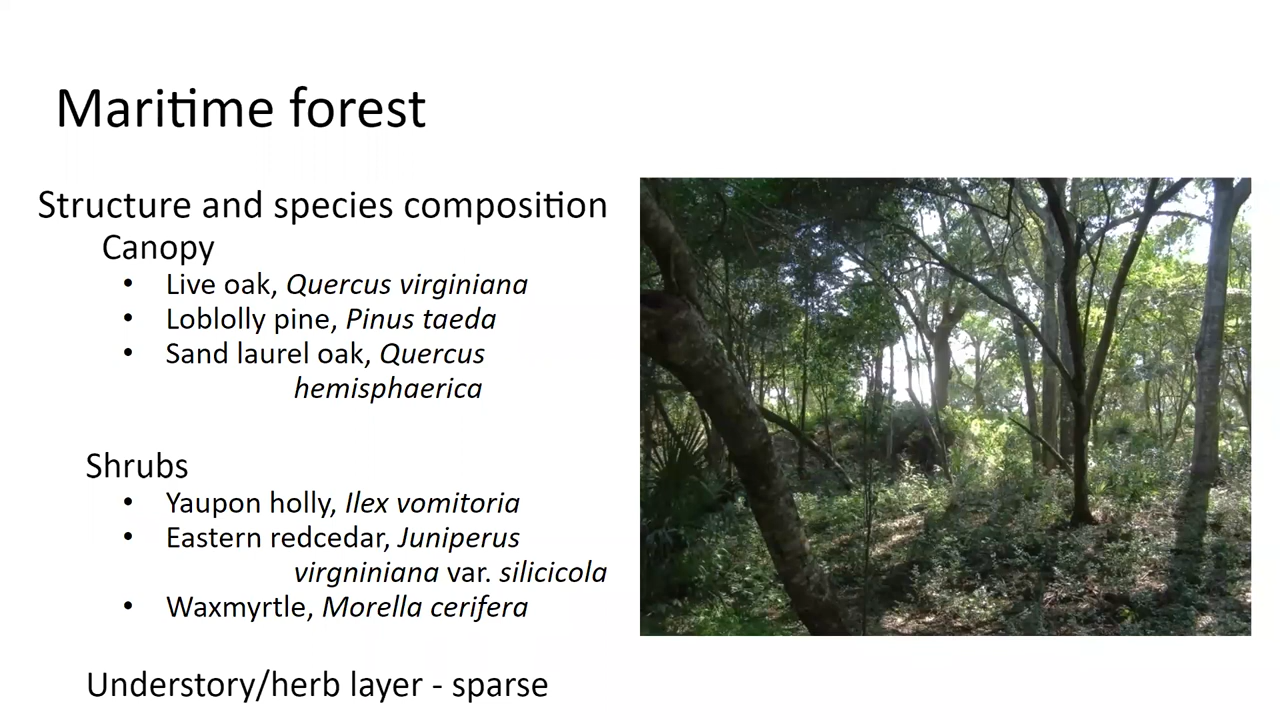 Maritime forest
Structure and species composition
Canopy
• Live oak, Quercus virginiana
• Loblolly pine, Pinus taeda
• Sand laurel oak, Quercus
hemisphaerica
Shrubs
• Yaupon holly, Ilex vomitoria
• Eastern redcedar, Juniperus
virgniniana var. silicicola
• Waxmyrtle, Morella cerifera
Understory/herb layer - sparse